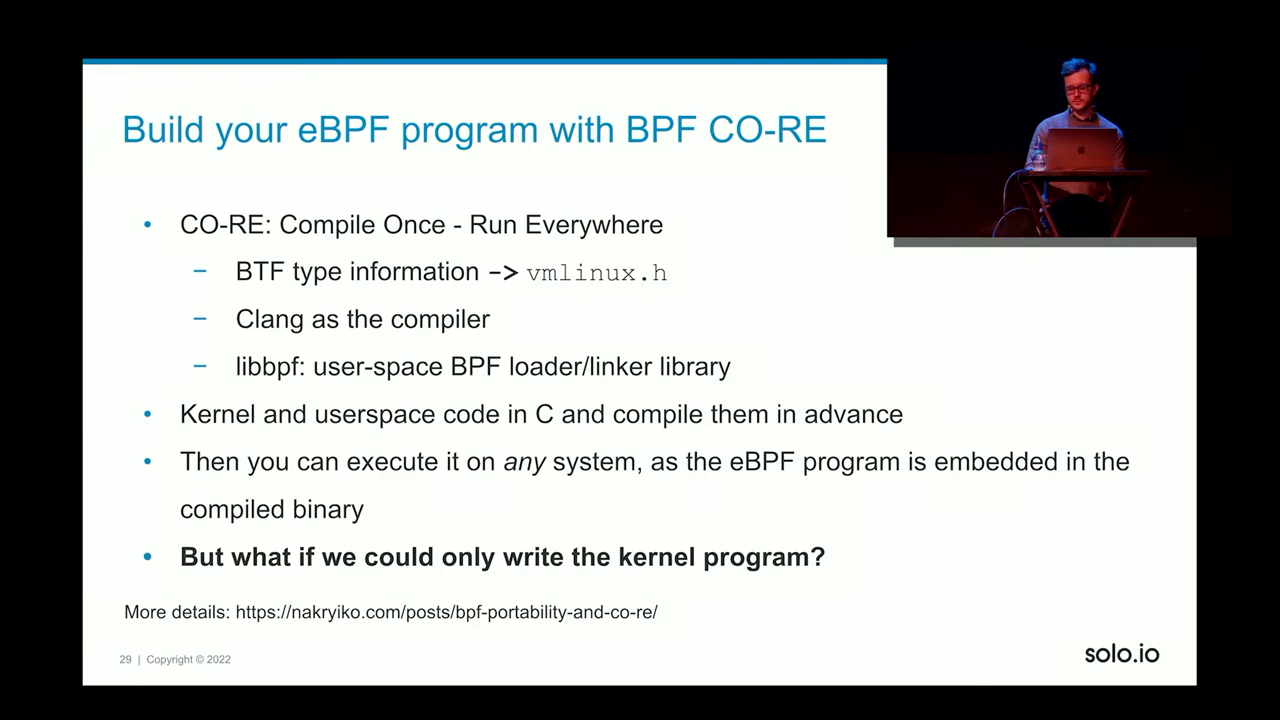 Build your eBPF program with BPF CO-RE
• CO-RE: Compile Once - Run Everywhere
− BTF type information –> vmlinux.h
− Clang as the compiler
− libbpf: user-space BPF loader/linker library
• Kernel and userspace code in C and compile them in advance
• Then you can execute it on any system, as the eBPF program is embedded in the
compiled binary
• But what if we could only write the kernel program?
More details: https://nakryiko.com/posts/bpf-portability-and-co-re/
29 | Copyright © 2022
solo.io